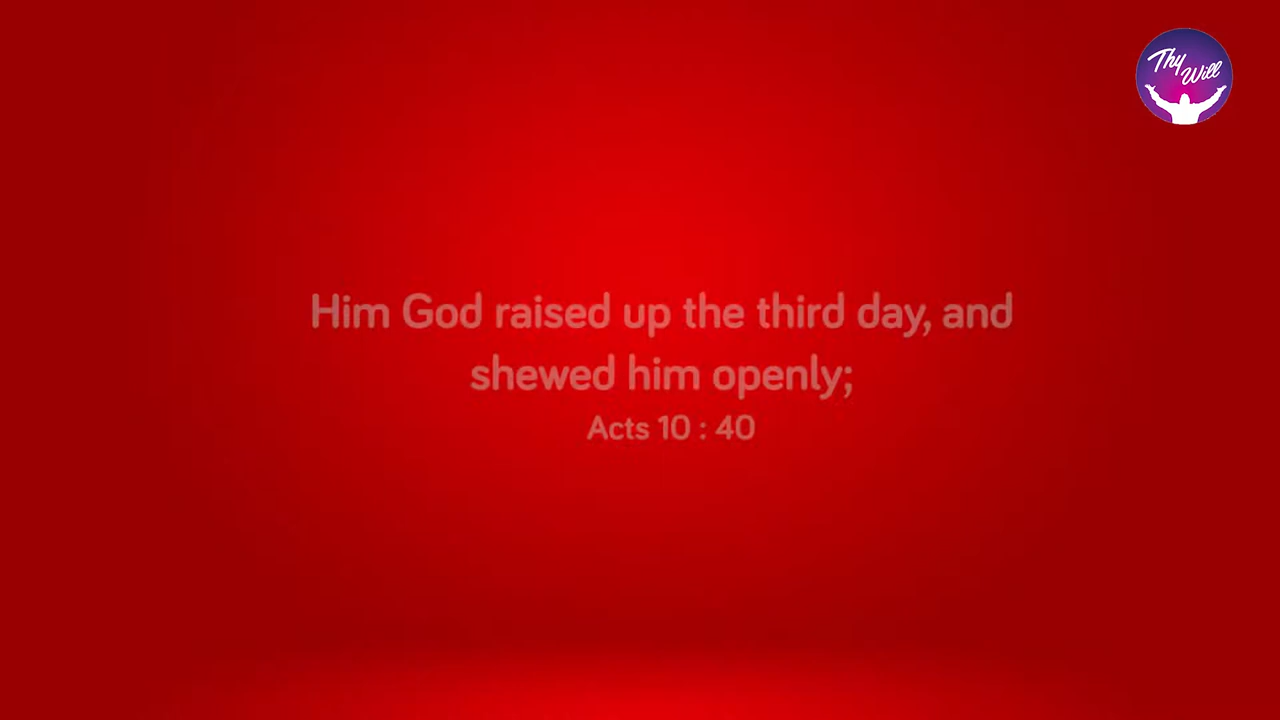 Thy
Will
Him God raised up the third day, and
shewed him openly;
Acts 10 : 40